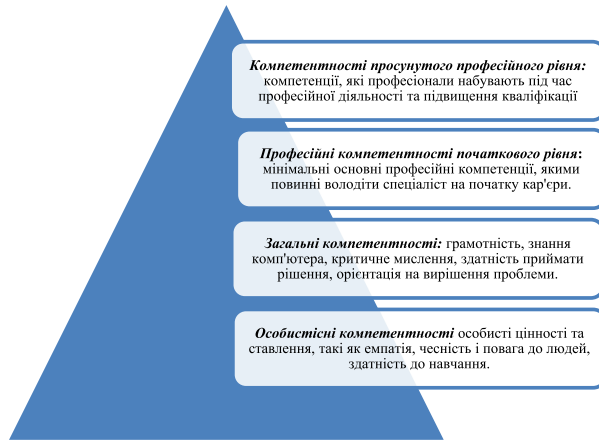 Компетентності просунутого професійного рівня:
компетенції, які професіонали набувають під час
професійної діяльності та підвищення кваліфікації
Професійні компетентності початкового рівня:
мінімальні основні професійні компетенції, якими
повинні володіти спеціаліст на початку кар'єри.
Загальні компетентності: грамотність, знання
комп'ютера, критичне мислення, здатність приймати
рішення, орієнтація на вирішення проблеми.
Особистісні компетентності особисті цінності та
ставлення, такі як емпатія, чесність і повага до людей,
здатність до навчання.